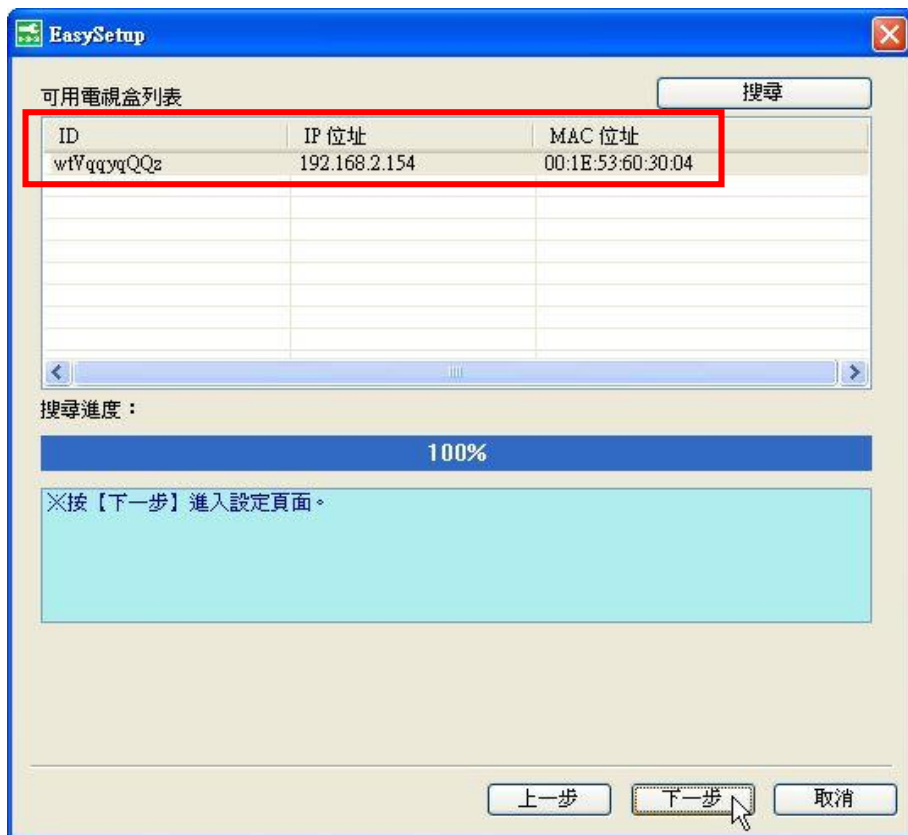 EasySetup
可用電視盒列表 搜尋
ID IP 位址 MAC 位址
wtVqqyqQQz 192.168.2.154 00:1E:53:60:30:04
搜尋進度：
100%
※按【下一步】進入設定頁面。
上一步 下一步 取消